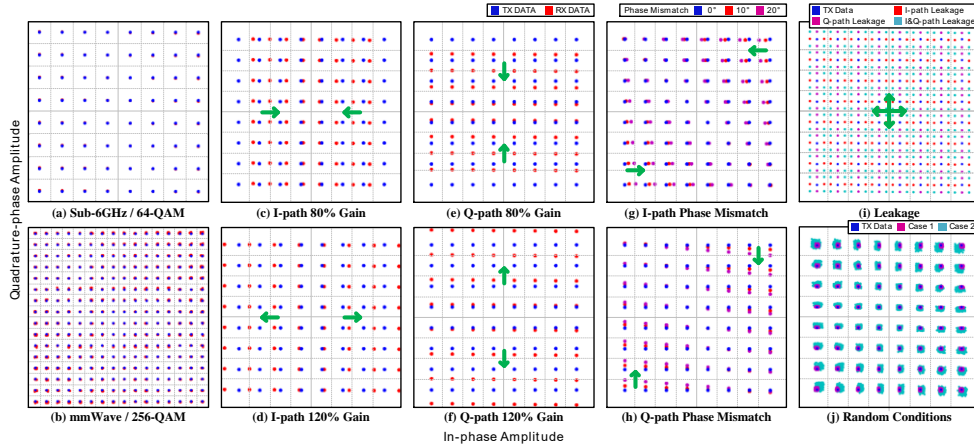 TX DATA RX DATA
Phase Mismatch 0° 10° 20°
TX Data I-path Leakage
Q-path Leakage I&Q-path Leakage
Quadrature-phase Amplitude
(a) Sub-6GHz / 64-QAM
(c) I-path 80% Gain
(e) Q-path 80% Gain
(g) I-path Phase Mismatch
(i) Leakage
TX Data Case 1 Case 2
(b) mmWave / 256-QAM
(d) I-path 120% Gain
(f) Q-path 120% Gain
(h) Q-path Phase Mismatch
(j) Random Conditions
In-phase Amplitude